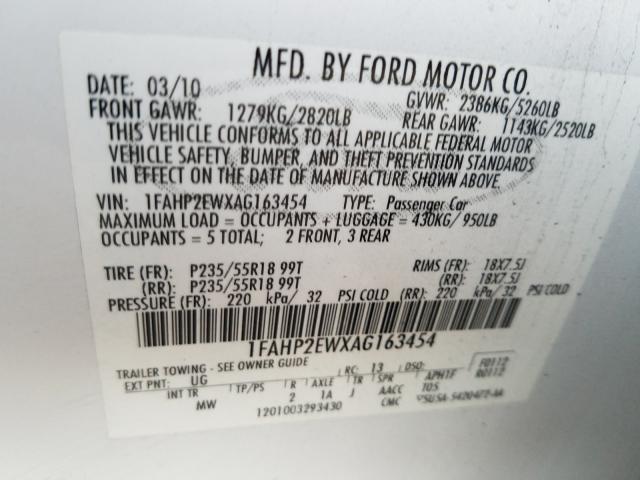 MFD. BY FORD MOTOR CO.
DATE: 03/10 GVWR: 2386KG/5260LB
FRONT GAWR: 1279KG/2820LB REAR GAWR: 1143KG/2520LB
THIS VEHICLE CONFORMS TO ALL APPLICABLE FEDERAL MOTOR
VEHICLE SAFETY, BUMPER, AND THEFT PREVENTION STANDARDS
IN EFFECT ON THE DATE OF MANUFACTURE SHOWN ABOVE.
VIN: 1FAHP2EWXAG163454 TYPE: Passenger Car
MAXIMUM LOAD = OCCUPANTS + LUGGAGE = 430KG/ 950LB
OCCUPANTS = 5 TOTAL; 2 FRONT, 3 REAR
TIRE (FR): P235/55R18 99T RIMS (FR): 18X7.5J
(RR): P235/55R18 99T (RR): 18X7.5J
PRESSURE (FR): 220 kPa/ 32 PSI COLD (RR): 220 kPa/ 32 PSI COLD
1FAHP2EWXAG163454
TRAILER TOWING - SEE OWNER GUIDE RC: 13 DSO: F0112
EXT PNT: UG R0112
INT TR TP/PS R AXLE TR SPR APHTF
MW 2 1A J AACC TOS
1201003293430 CMC